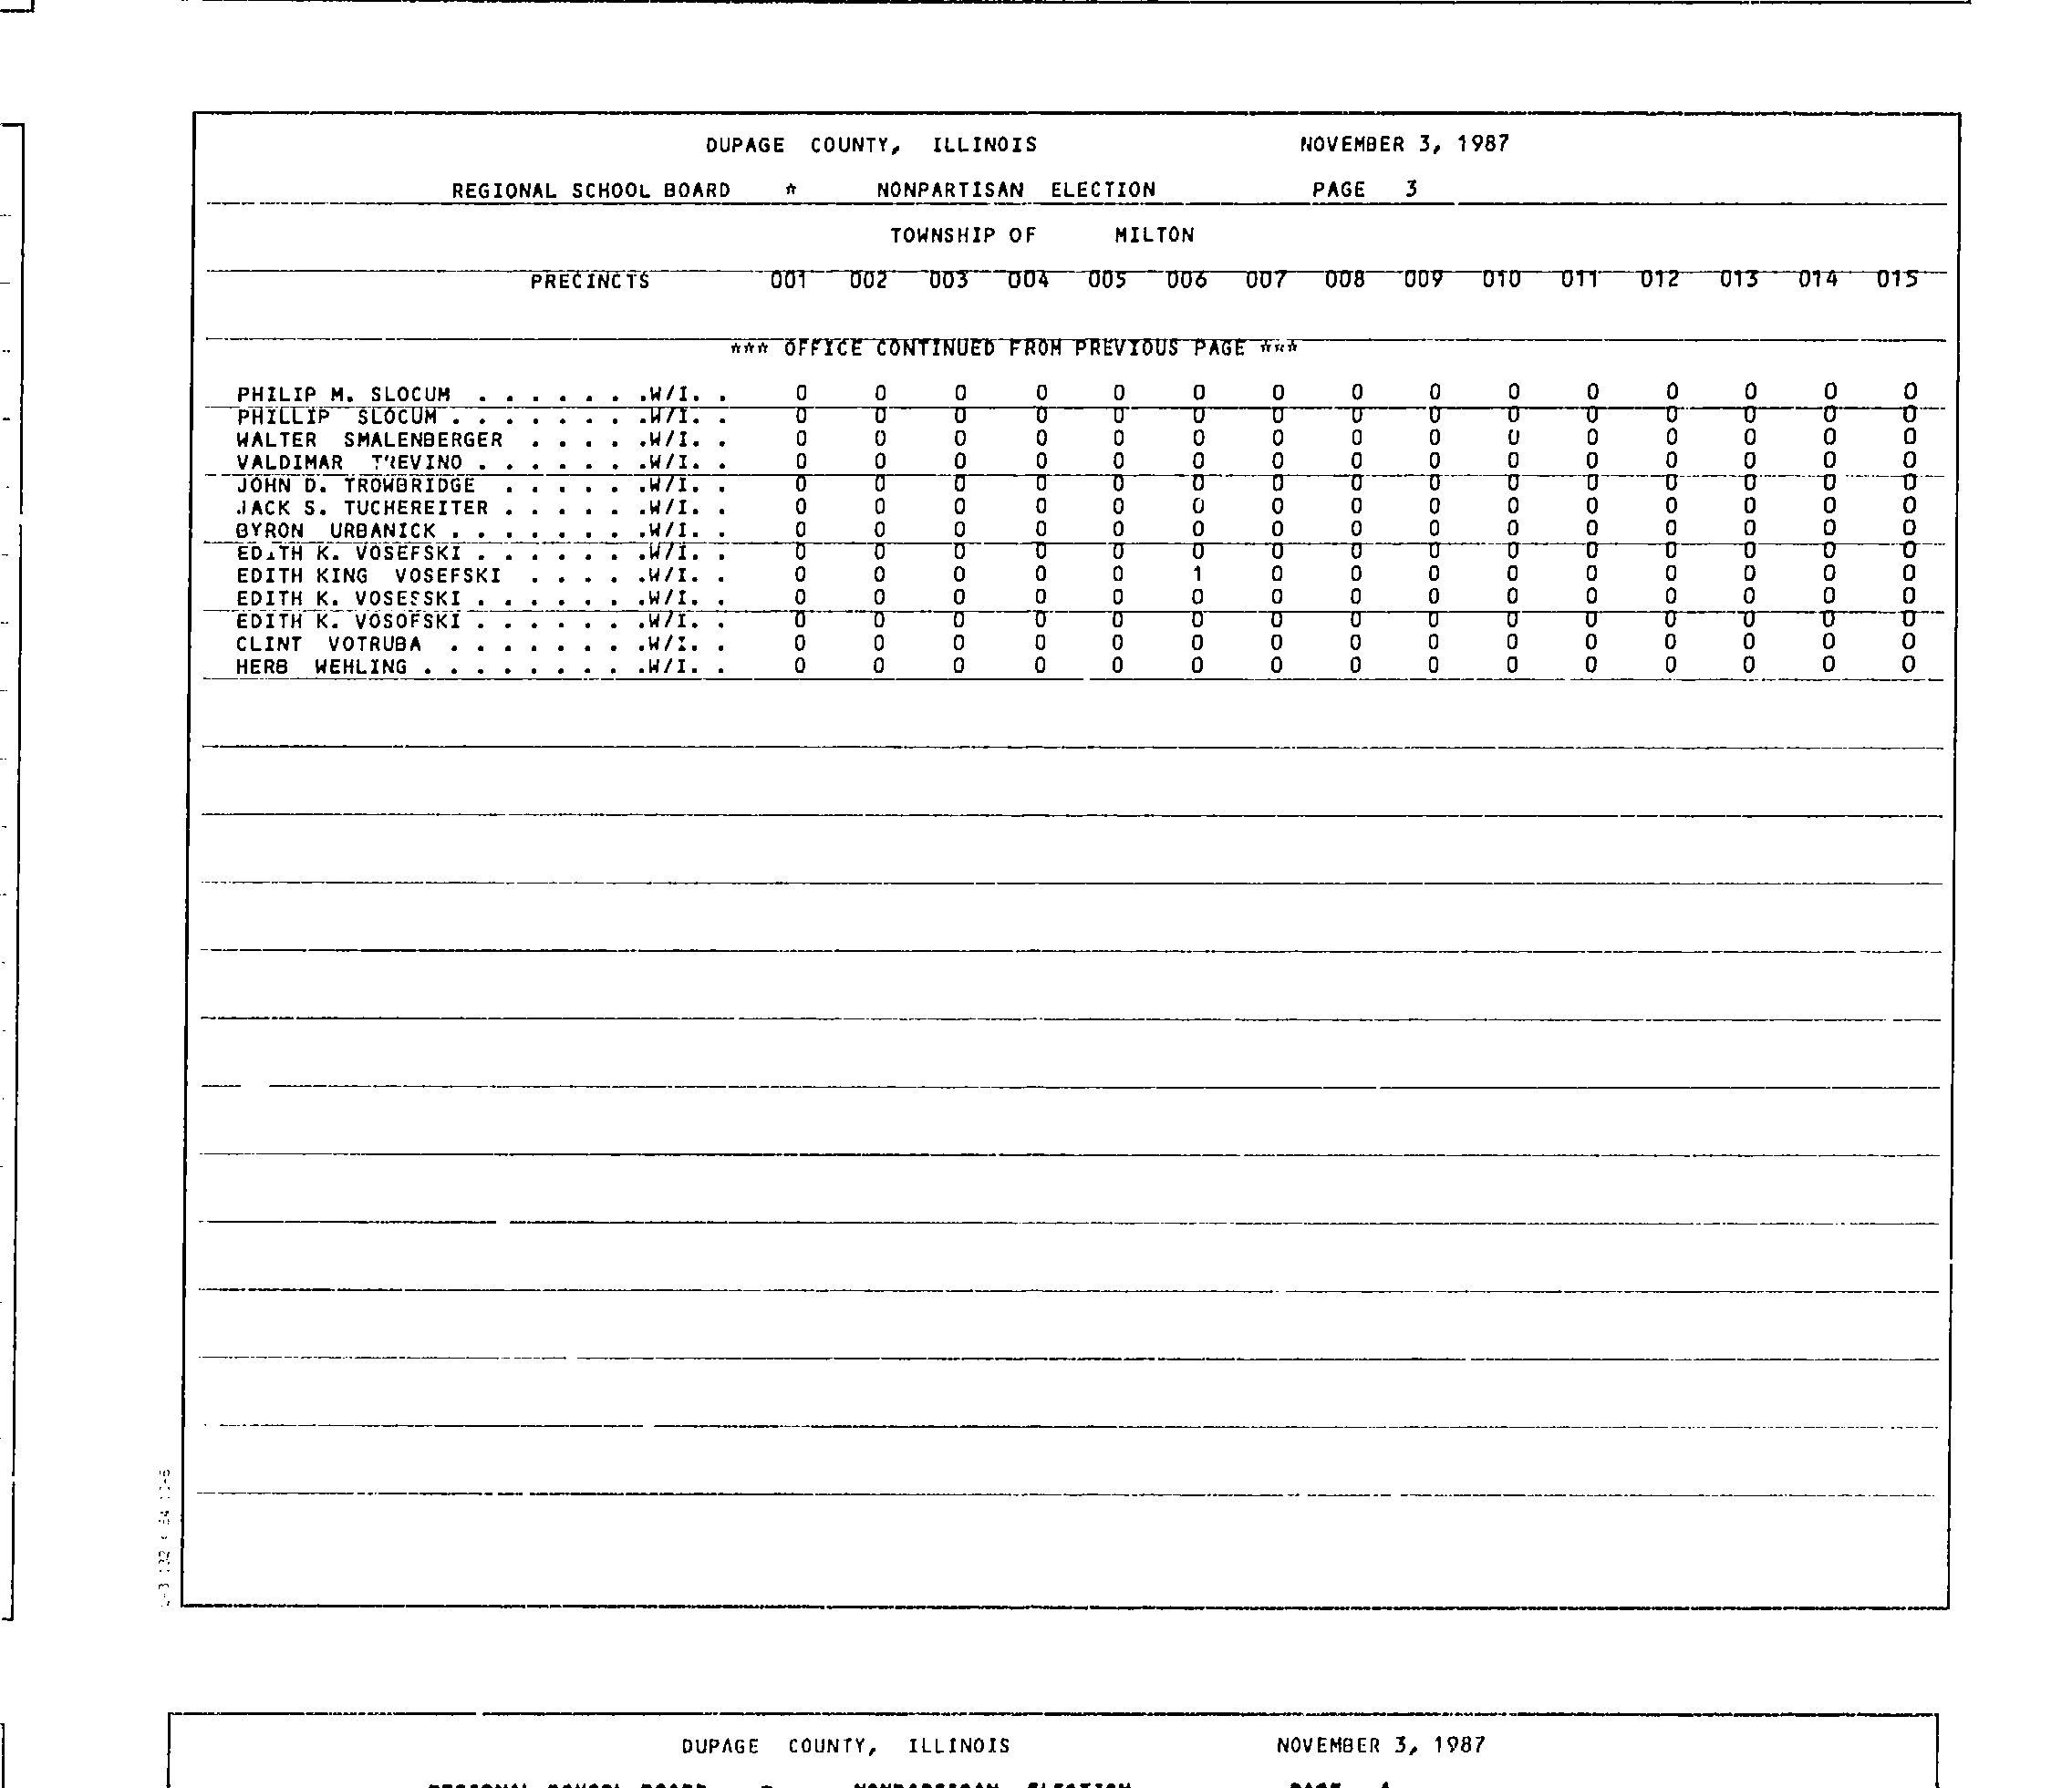 DUPAGE COUNTY, ILLINOIS NOVEMBER 3, 1987
REGIONAL SCHOOL BOARD * NONPARTISAN ELECTION PAGE 3
TOWNSHIP OF MILTON
PRECINCTS 001 002 003 004 005 006 007 008 009 010 011 012 013 014 015
*** OFFICE CONTINUED FROM PREVIOUS PAGE ***
PHILIP M. SLOCUM . . . . . . .W/I. . 0 0 0 0 0 0 0 0 0 0 0 0 0 0 0
PHILLIP SLOCUM . . . . . . . .W/I. . 0 0 0 0 0 0 0 0 0 0 0 0 0 0 0
WALTER SMALENBERGER . . . . .W/I. . 0 0 0 0 0 0 0 0 0 0 0 0 0 0 0
VALDIMAR TREVINO . . . . . . .W/I. . 0 0 0 0 0 0 0 0 0 0 0 0 0 0 0
JOHN D. TROWBRIDGE . . . . . .W/I. . 0 0 0 0 0 0 0 0 0 0 0 0 0 0 0
JACK S. TUCHEREITER . . . . . .W/I. . 0 0 0 0 0 0 0 0 0 0 0 0 0 0 0
BYRON URBANICK . . . . . . . .W/I. . 0 0 0 0 0 0 0 0 0 0 0 0 0 0 0
EDITH K. VOSEFSKI . . . . . . .W/I. . 0 0 0 0 0 0 0 0 0 0 0 0 0 0 0
EDITH KING VOSEFSKI . . . . .W/I. . 0 0 0 0 0 1 0 0 0 0 0 0 0 0 0
EDITH K. VOSESSKI . . . . . . .W/I. . 0 0 0 0 0 0 0 0 0 0 0 0 0 0 0
EDITH K. VOSOFSKI . . . . . . .W/I. . 0 0 0 0 0 0 0 0 0 0 0 0 0 0 0
CLINT VOTRUBA . . . . . . . .W/I. . 0 0 0 0 0 0 0 0 0 0 0 0 0 0 0
HERB WEHLING . . . . . . . . .W/I. . 0 0 0 0 0 0 0 0 0 0 0 0 0 0 0
DUPAGE COUNTY, ILLINOIS NOVEMBER 3, 1987
REGIONAL SCHOOL BOARD NONPARTISAN ELECTION PAGE 4